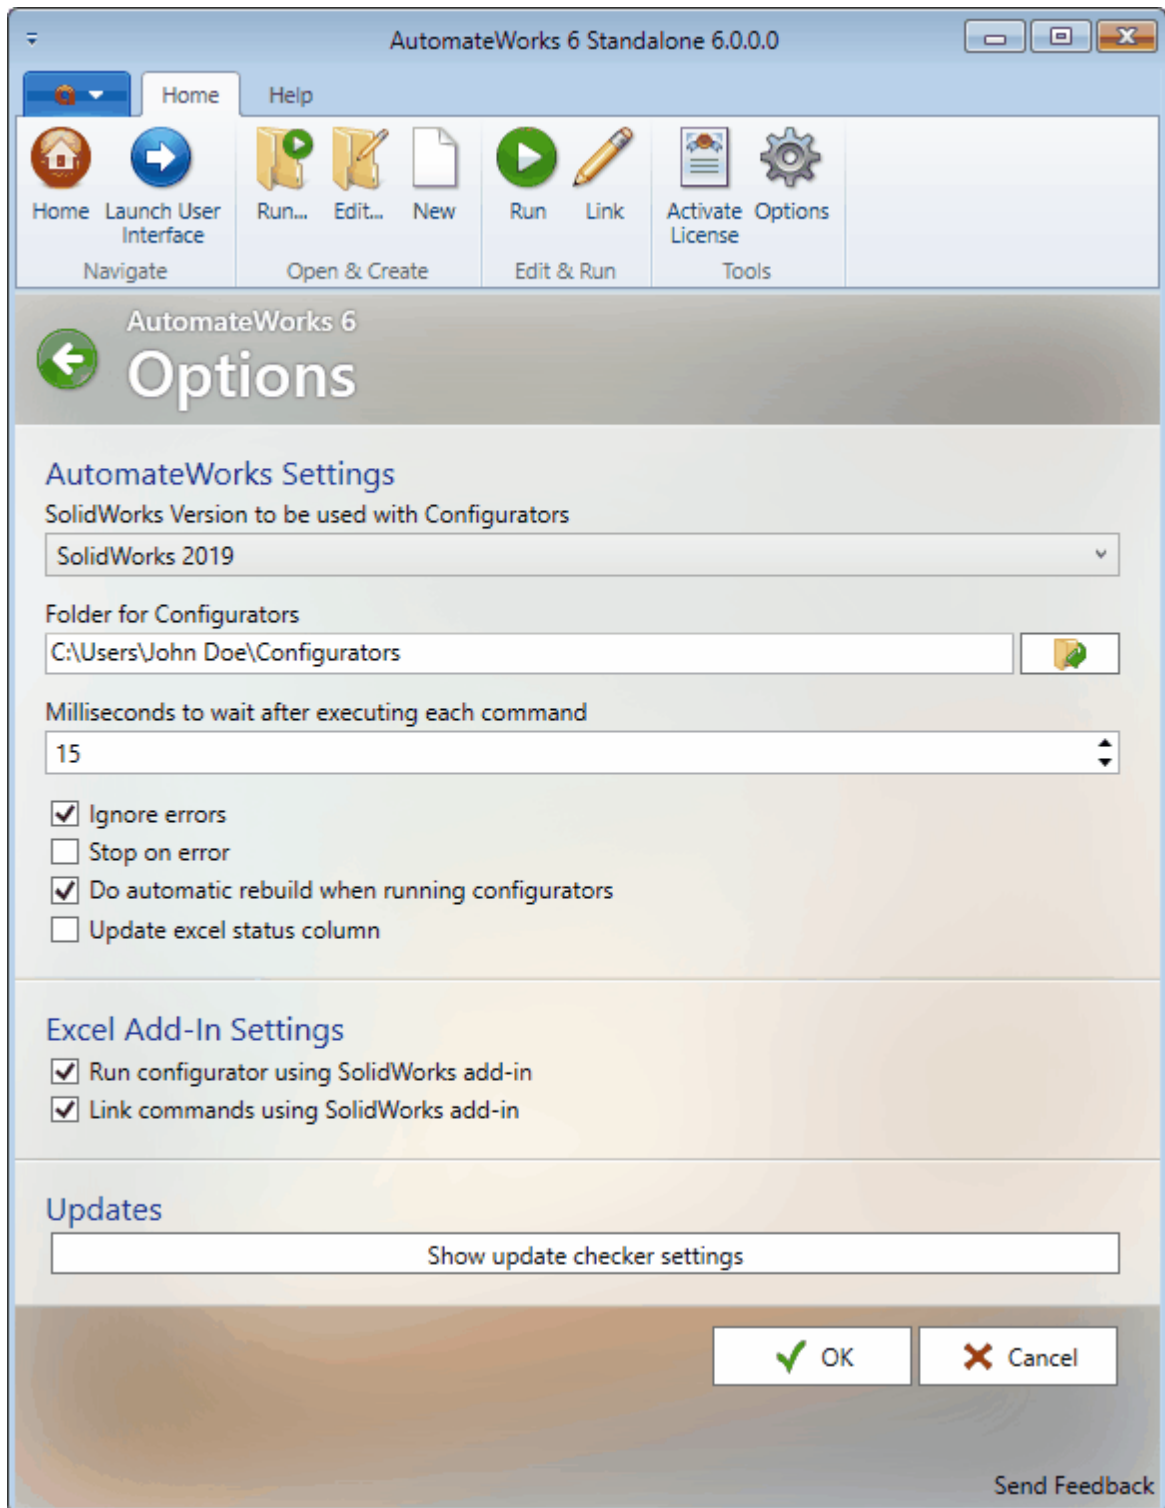 AutomateWorks 6 Standalone 6.0.0.0
Home Help
Home Launch User Interface Run... Edit... New Run Link Activate License Options
Navigate Open & Create Edit & Run Tools
AutomateWorks 6
Options
AutomateWorks Settings
SolidWorks Version to be used with Configurators
SolidWorks 2019
Folder for Configurators
C:\Users\John Doe\Configurators
Milliseconds to wait after executing each command
15
Ignore errors
Stop on error
Do automatic rebuild when running configurators
Update excel status column
Excel Add-In Settings
Run configurator using SolidWorks add-in
Link commands using SolidWorks add-in
Updates
Show update checker settings
OK Cancel
Send Feedback